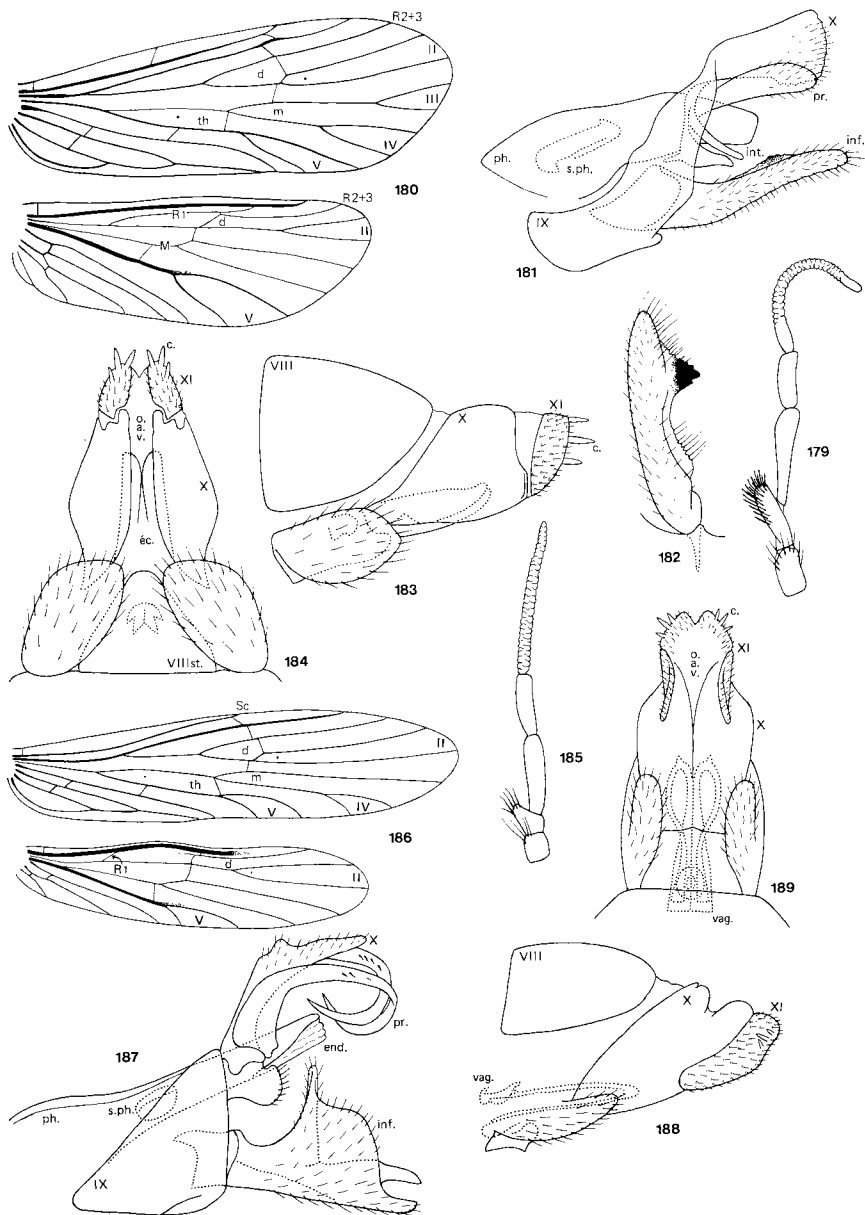 R2+3
II
d
III
m
th
IV
V
180
R2+3
R1
d
II
M
V
X
pr.
ph.
s.ph.
int.
inf.
IX
181
179
182
c.
XI
o.
a.
v.
X
éc.
VIII st.
184
VIII
X
XI
c.
183
185
c.
o.
a.
v.
XI
X
vag.
189
Sc
d
II
th
m
V
IV
186
R1
d
II
V
187
X
pr.
end.
s.ph.
ph.
inf.
IX
VIII
X
XI
vag.
188